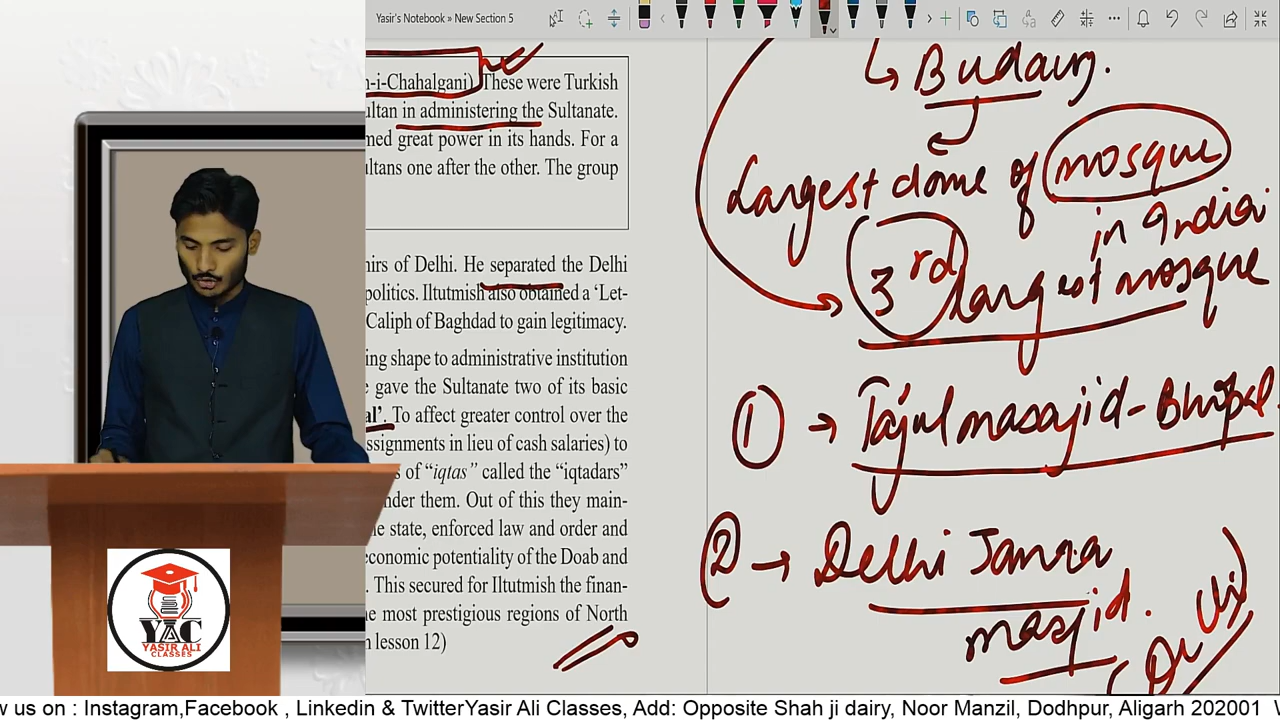 Yasir's Notebook » New Section 5
n-i-Chahalgani) These were Turkish
ultan in administering the Sultanate.
med great power in its hands. For a
ultans one after the other. The group
nirs of Delhi. He separated the Delhi
politics. Iltutmish also obtained a 'Let-
Caliph of Baghdad to gain legitimacy.
ing shape to administrative institution
e gave the Sultanate two of its basic
al'. To affect greater control over the
ssignments in lieu of cash salaries) to
s of "iqtas" called the "iqtadars"
nder them. Out of this they main-
ne state, enforced law and order and
economic potentiality of the Doab and
. This secured for Iltutmish the finan-
ne most prestigious regions of North
n lesson 12)
↳ Budaun.
Largest dome of mosque
in India
3rd largest mosque
① → Tajul masajid - Bhopal.
② → Delhi Jama
masjid.
YAC
YASIR ALI
CLASSES
w us on : Instagram,Facebook , Linkedin & TwitterYasir Ali Classes, Add: Opposite Shah ji dairy, Noor Manzil, Dodhpur, Aligarh 202001